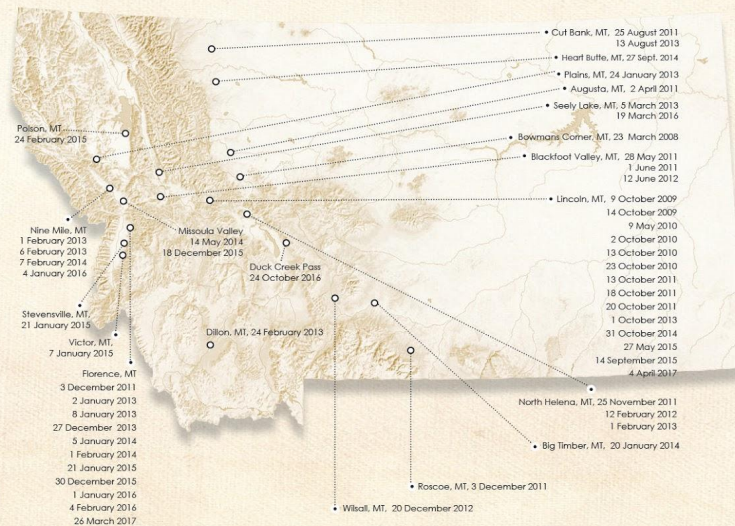 Cut Bank, MT, 25 August 2011
13 August 2013
Heart Butte, MT, 27 Sept. 2014
Plains, MT, 24 January 2013
Augusta, MT, 2 April 2011
Seely Lake, MT, 5 March 2013
19 March 2016
Bowmans Corner, MT, 23 March 2008
Blackfoot Valley, MT, 28 May 2011
1 June 2011
12 June 2012
Lincoln, MT, 9 October 2009
14 October 2009
9 May 2010
2 October 2010
13 October 2010
23 October 2010
13 October 2011
18 October 2011
20 October 2011
1 October 2013
31 October 2014
27 May 2015
14 September 2015
4 April 2017
Polson, MT
24 February 2015
Nine Mile, MT
1 February 2013
6 February 2013
7 February 2014
4 January 2016
Missoula Valley
14 May 2014
18 December 2015
Duck Creek Pass
24 October 2016
Stevensville, MT,
21 January 2015
Victor, MT,
7 January 2015
Dillon, MT, 24 February 2013
Florence, MT
3 December 2011
2 January 2013
8 January 2013
27 December 2013
5 January 2014
1 February 2014
21 January 2015
30 December 2015
1 January 2016
4 February 2016
26 March 2017
North Helena, MT, 25 November 2011
12 February 2012
1 February 2013
Big Timber, MT, 20 January 2014
Roscoe, MT, 3 December 2011
Wilsall, MT, 20 December 2012